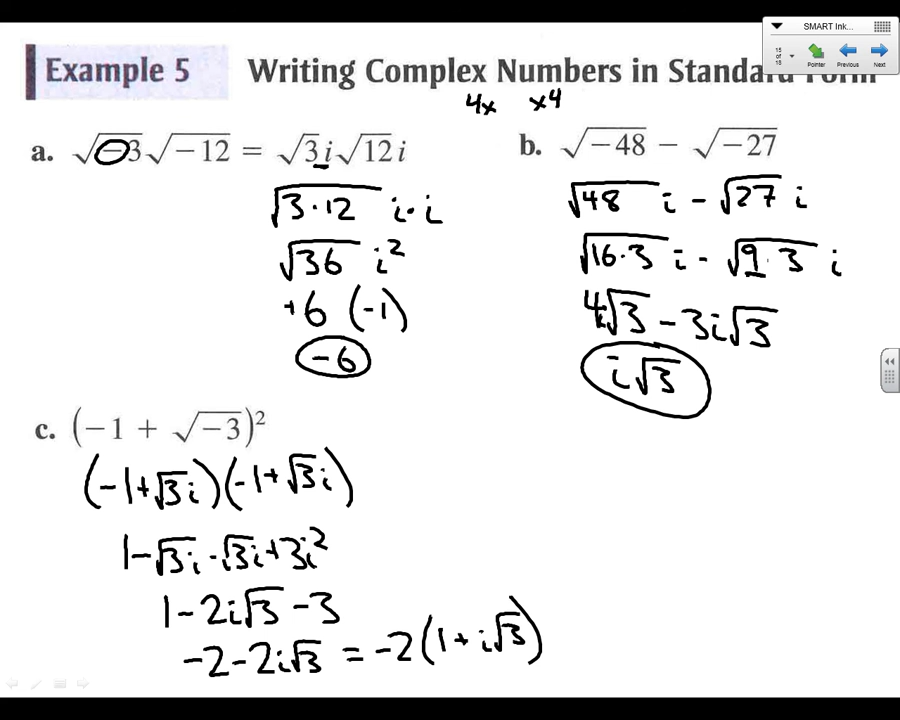 SMART Ink...
15 of 18
Pointer Previous Next
Example 5 Writing Complex Numbers in Standard Form
4x x4
a. √-3√-12 = √3i√12i
√3·12 i·i
√36 i²
+6 (-1)
-6
b. √-48 - √-27
√48 i - √27 i
√16·3 i - √9·3 i
4i√3 - 3i√3
i√3
c. (-1 + √-3)²
(-1+√3i)(-1+√3i)
1-√3i-√3i+3i²
1-2i√3-3
-2-2i√3 = -2(1+i√3)